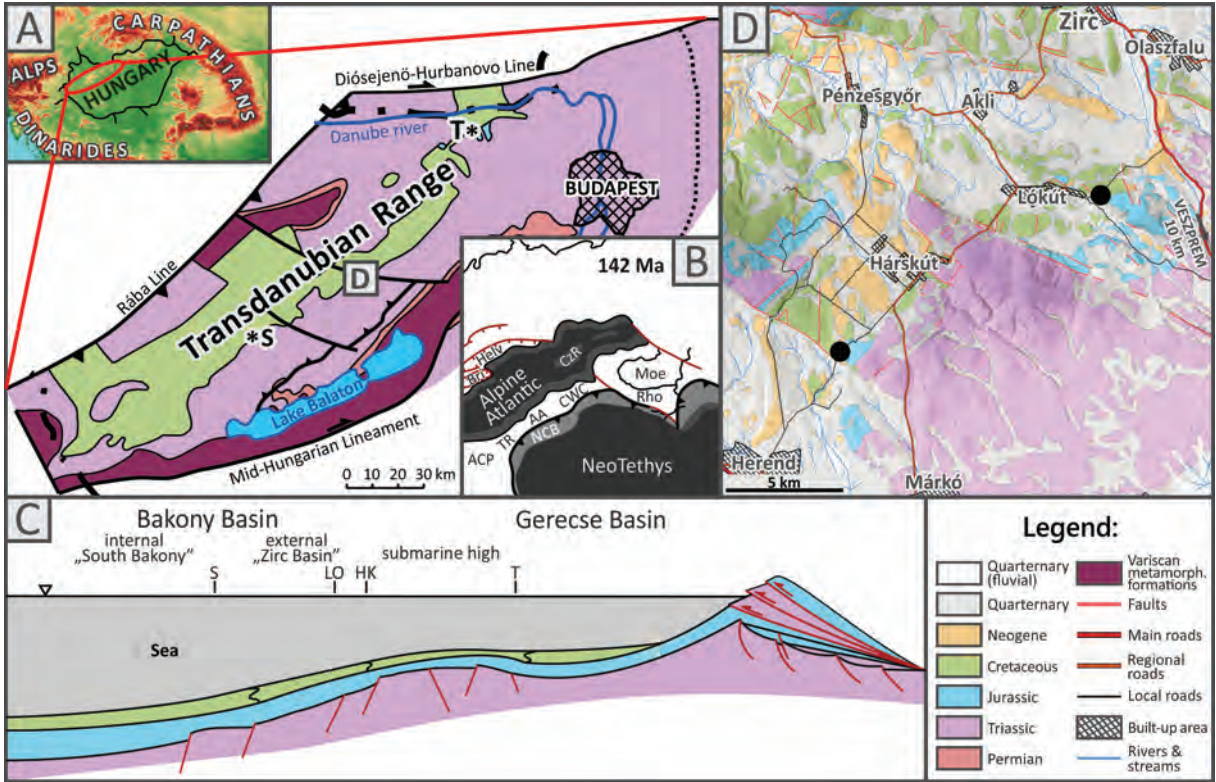 A
CARPATHIANS
ALPS
HUNGARY
DINARIDES
Diósejenö-Hurbanovo Line
Danube river
T*
BUDAPEST
Transdanubian Range
Rába Line
D
*S
Lake Balaton
Mid-Hungarian Lineament
0 10 20 30 km
B
142 Ma
Helv
Bri
CzR
Alpine
Atlantic
Moe
Rho
CWC
AA
TR
NCB
ACP
NeoTethys
D
Zirc
Olaszfalu
Pénzesgyőr
Akli
Lókút
VESZPRÉM
10 km
Hárskút
Herend
Márkó
5 km
C
Bakony Basin
Gerecse Basin
internal
„South Bakony"
external
„Zirc Basin"
submarine high
S
LO
HK
T
Sea
Legend:
Quarternary
(fluvial)
Quarternary
Neogene
Cretaceous
Jurassic
Triassic
Permian
Variscan
metamorph.
formations
Faults
Main roads
Regional
roads
Local roads
Built-up area
Rivers &
streams